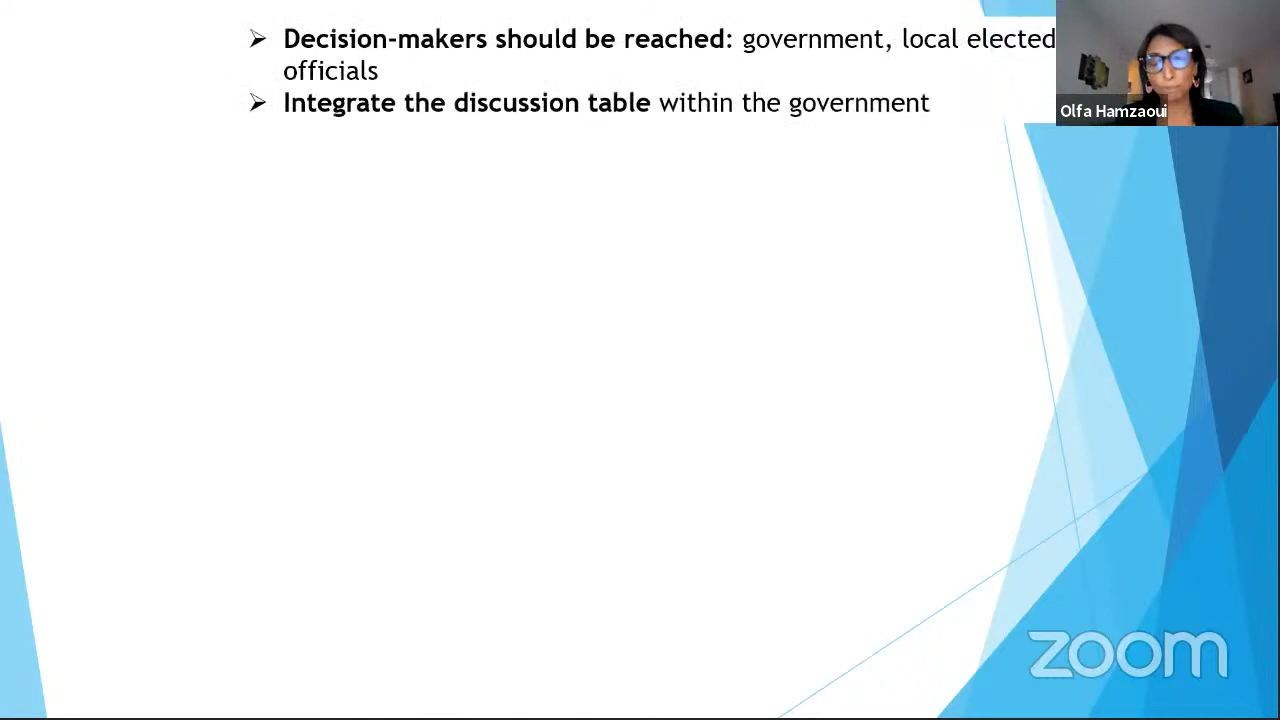 ➢ Decision-makers should be reached: government, local elected
officials
➢ Integrate the discussion table within the government
Olfa Hamzaoui
zoom